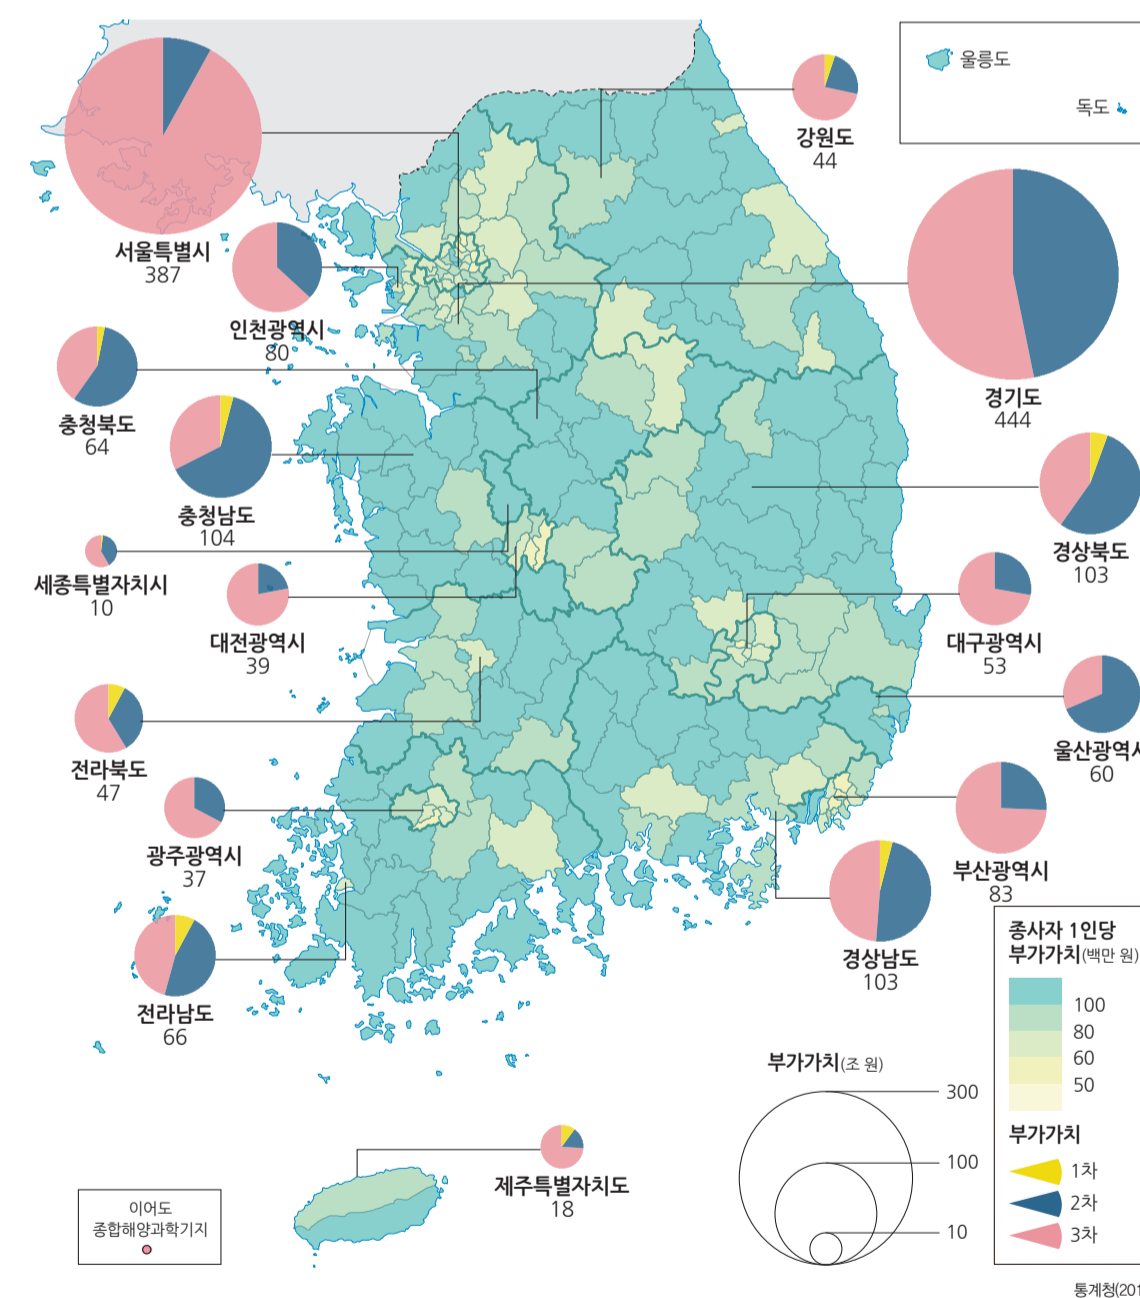 울릉도
독도
강원도
44
서울특별시
387
인천광역시
80
경기도
444
충청북도
64
충청남도
104
경상북도
103
세종특별자치시
10
대전광역시
39
대구광역시
53
전라북도
47
울산광역시
60
광주광역시
37
부산광역시
83
경상남도
103
전라남도
66
제주특별자치도
18
이어도
종합해양과학기지
부가가치(조 원)
300
100
10
종사자 1인당
부가가치(백만 원)
100
80
60
50
부가가치
1차
2차
3차
통계청(201